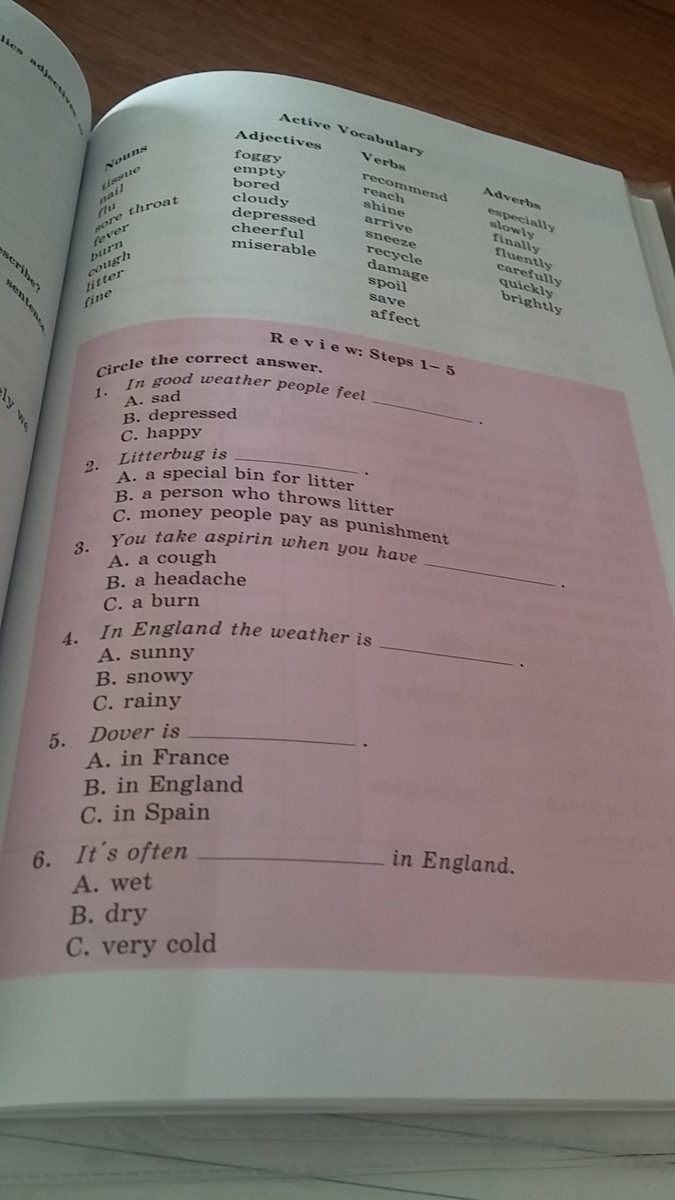 lics adjectives
scribe?
sentence
ly we
Active Vocabulary
Nouns
tissue
nail
flu
sore throat
fever
burn
cough
litter
fine
Adjectives
foggy
empty
bored
cloudy
depressed
cheerful
miserable
Verbs
recommend
reach
shine
arrive
sneeze
recycle
damage
spoil
save
affect
Adverbs
especially
slowly
finally
fluently
carefully
quickly
brightly
Review: Steps 1– 5
Circle the correct answer.
1. In good weather people feel ________.
A. sad
B. depressed
C. happy
2. Litterbug is ________.
A. a special bin for litter
B. a person who throws litter
C. money people pay as punishment
3. You take aspirin when you have ________.
A. a cough
B. a headache
C. a burn
4. In England the weather is ________.
A. sunny
B. snowy
C. rainy
5. Dover is ________.
A. in France
B. in England
C. in Spain
6. It´s often ________ in England.
A. wet
B. dry
C. very cold